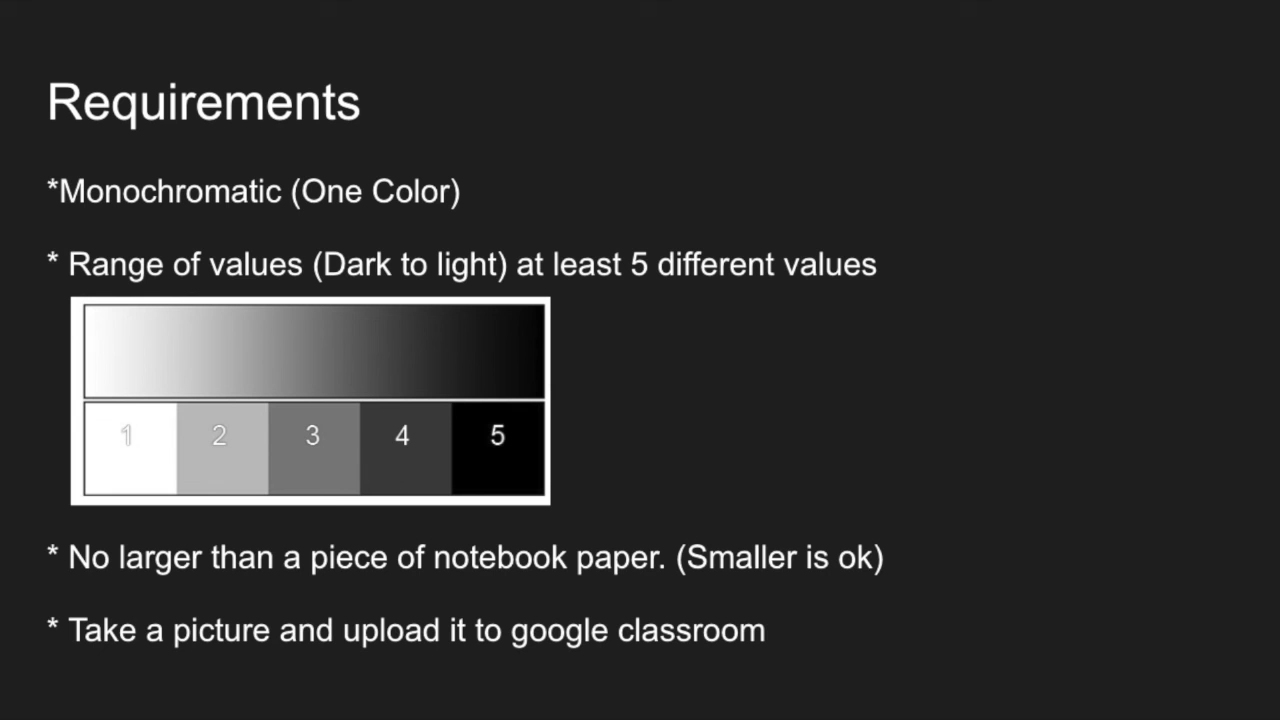 Requirements
*Monochromatic (One Color)
* Range of values (Dark to light) at least 5 different values
1 2 3 4 5
* No larger than a piece of notebook paper. (Smaller is ok)
* Take a picture and upload it to google classroom